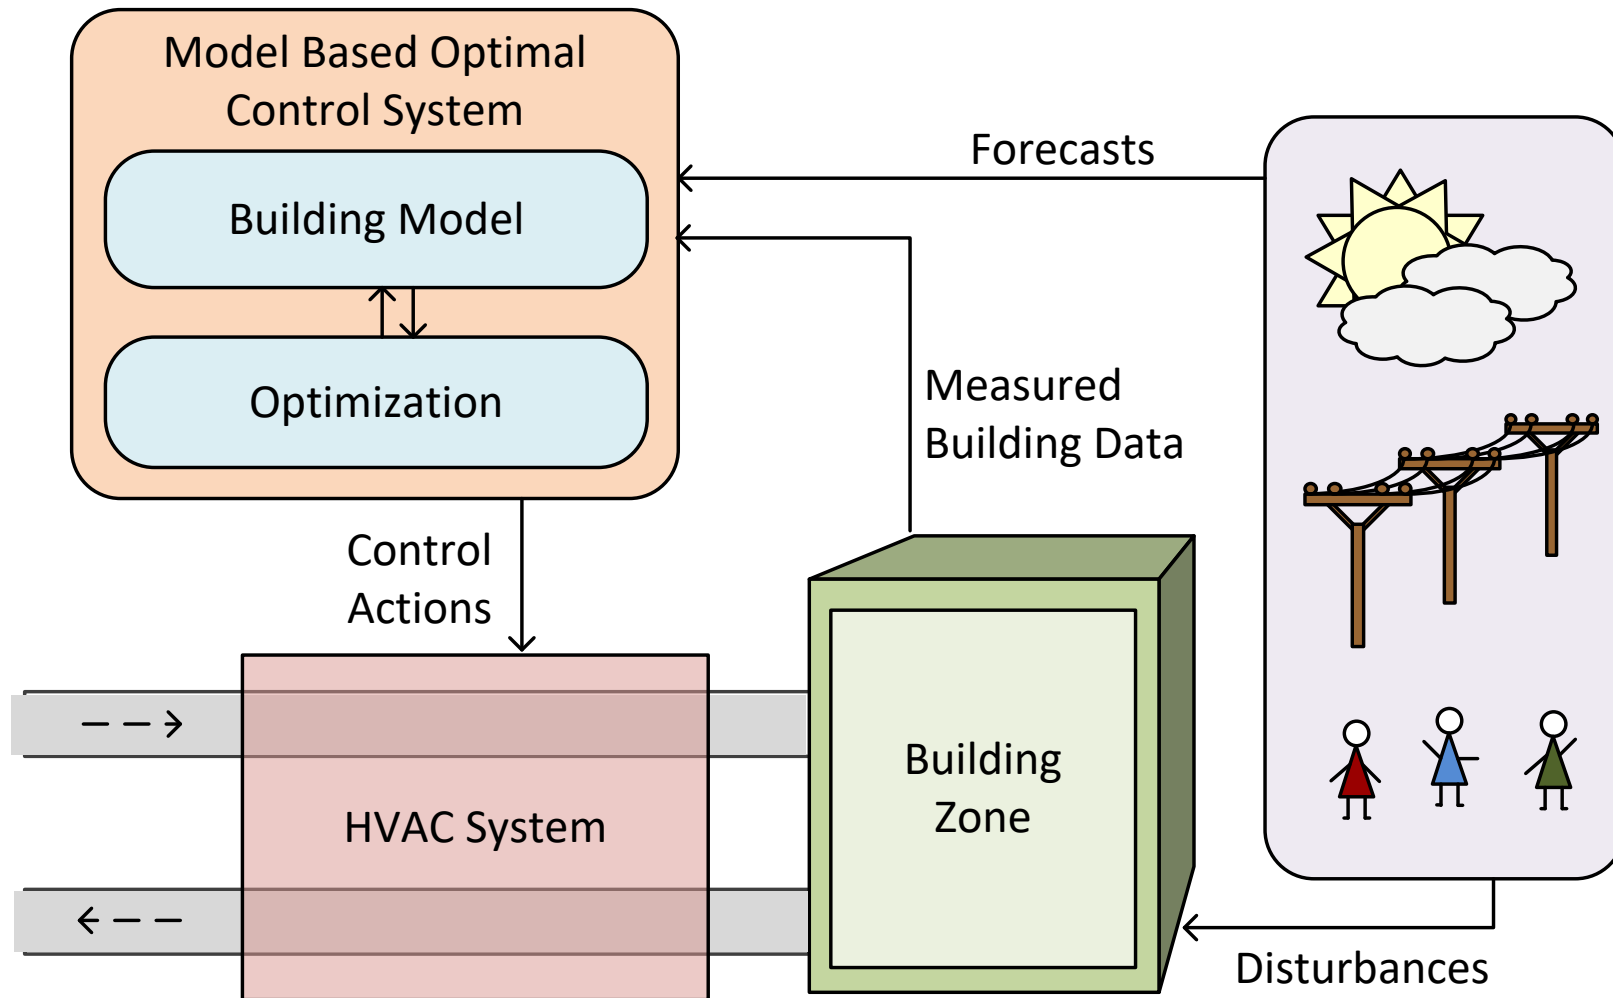 Model Based Optimal
Control System
Building Model
Optimization
Forecasts
Measured
Building Data
Control
Actions
HVAC System
Building
Zone
Disturbances